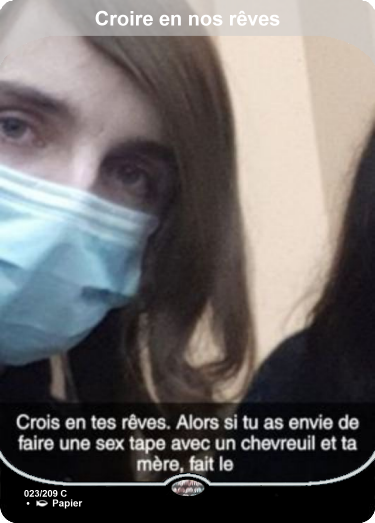 Croire en nos rêves
Crois en tes rêves. Alors si tu as envie de
faire une sex tape avec un chevreuil et ta
mère, fait le
023/209 C
• Papier